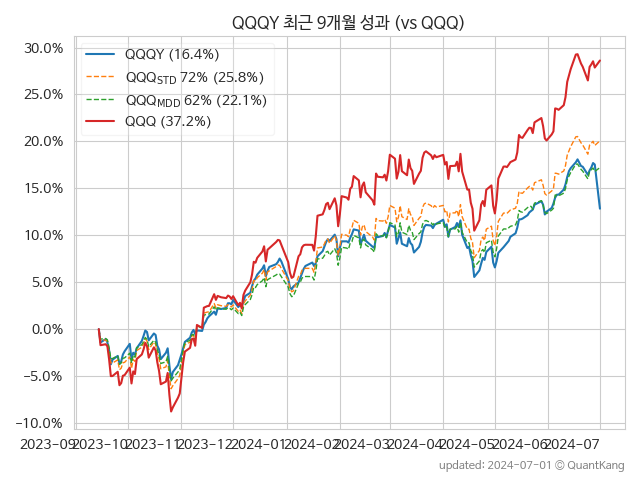 QQQY 최근 9개월 성과 (vs QQQ)
30.0%
25.0%
20.0%
15.0%
10.0%
5.0%
0.0%
−5.0%
−10.0%
QQQY (16.4%)
QQQSTD 72% (25.8%)
QQQMDD 62% (22.1%)
QQQ (37.2%)
2023-09 2023-10 2023-11 2023-12 2024-01 2024-02 2024-03 2024-04 2024-05 2024-06 2024-07
updated: 2024-07-01 © QuantKang